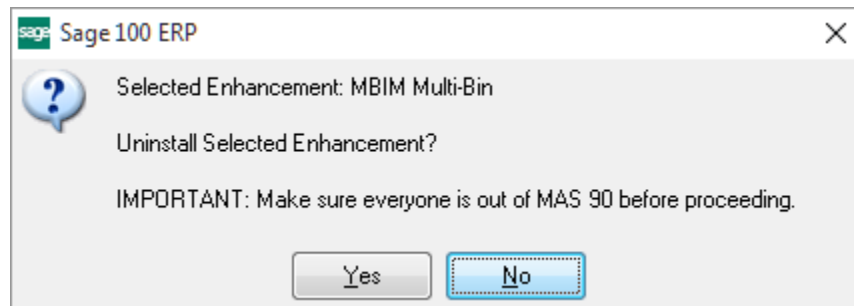 sage Sage 100 ERP
Selected Enhancement: MBIM Multi-Bin
Uninstall Selected Enhancement?
IMPORTANT: Make sure everyone is out of MAS 90 before proceeding.
Yes No